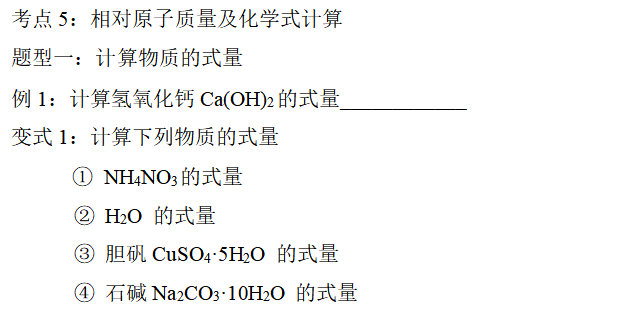 考点 5：相对原子质量及化学式计算
题型一：计算物质的式量
例 1：计算氢氧化钙 Ca(OH)2 的式量____________
变式 1：计算下列物质的式量
① NH4NO3 的式量
② H2O 的式量
③ 胆矾 CuSO4·5H2O 的式量
④ 石碱 Na2CO3·10H2O 的式量